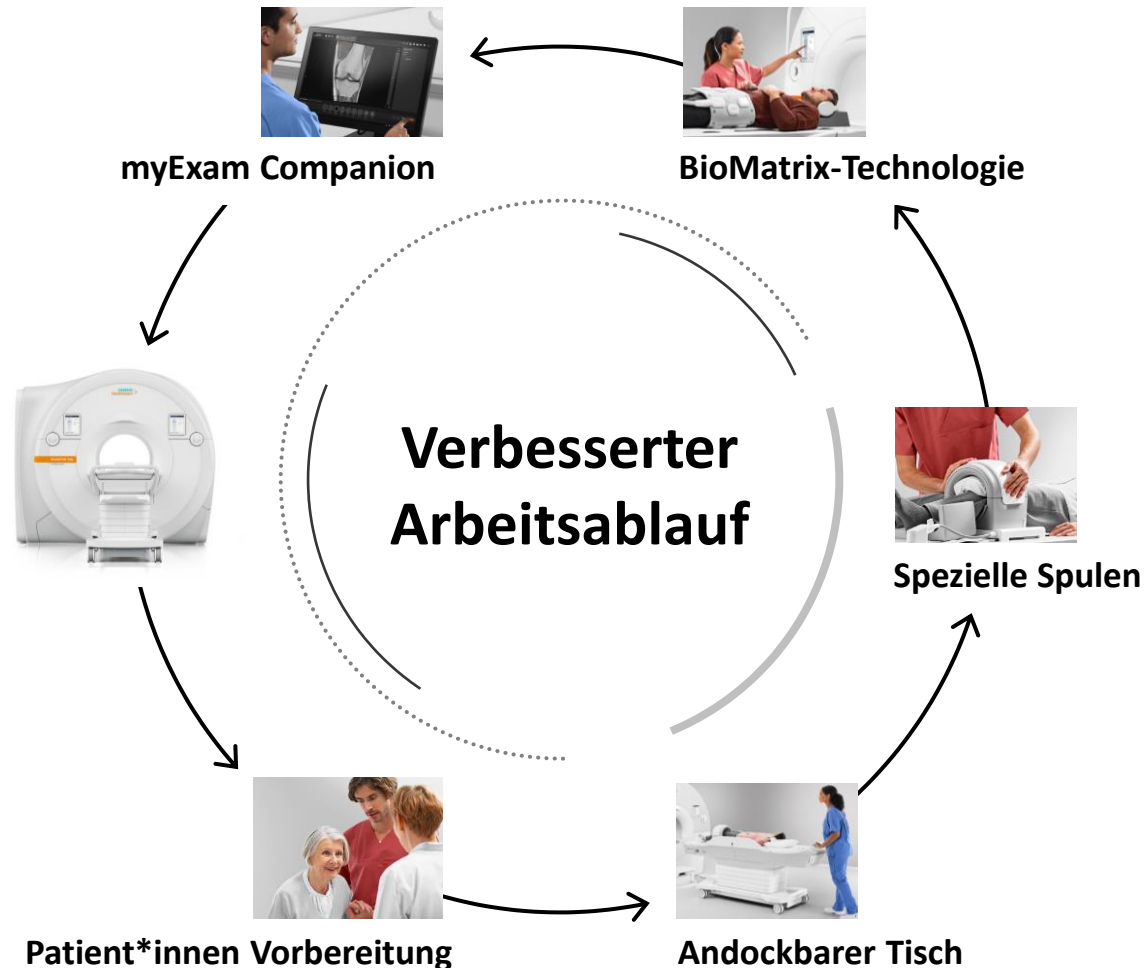 myExam Companion
BioMatrix-Technologie
Verbesserter
Arbeitsablauf
Spezielle Spulen
Patient*innen Vorbereitung
Andockbarer Tisch